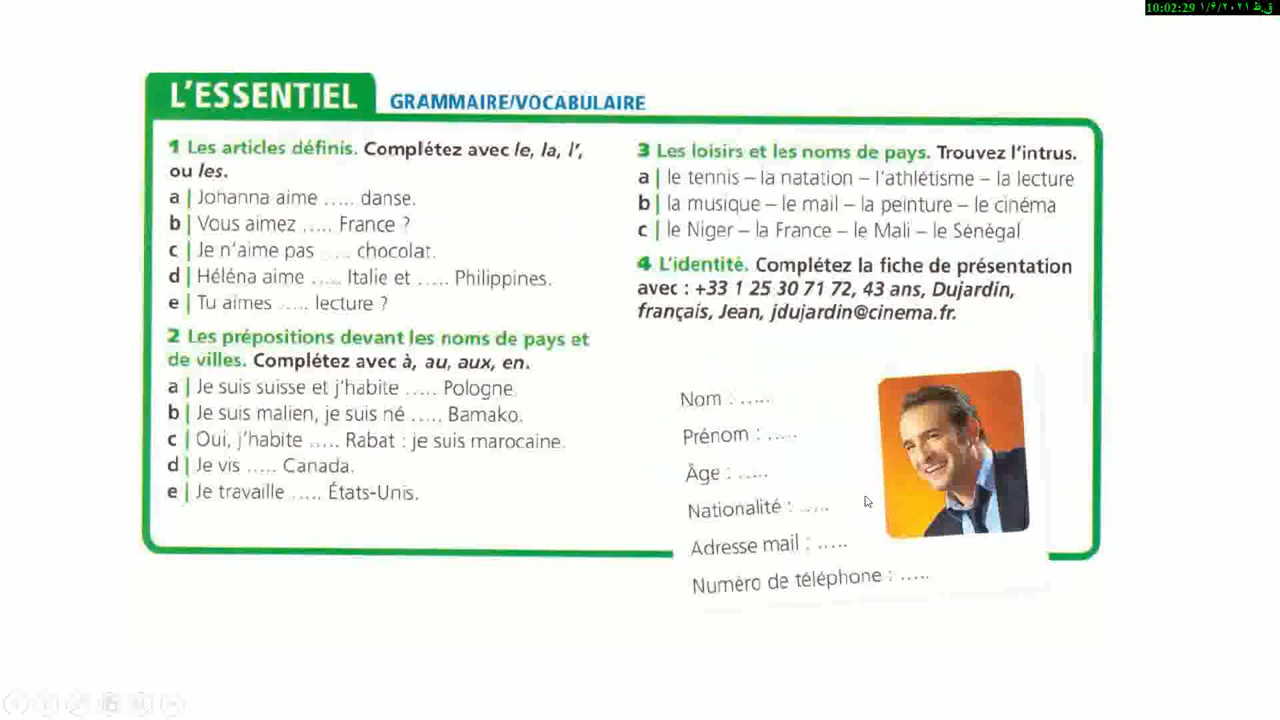 10:02:29 ۱/۶/۲۰۲۱ ق.ظ
L'ESSENTIEL GRAMMAIRE/VOCABULAIRE
1 Les articles définis. Complétez avec le, la, l',
ou les.
a | Johanna aime ..... danse.
b | Vous aimez ..... France ?
c | Je n'aime pas ..... chocolat.
d | Héléna aime ..... Italie et ..... Philippines.
e | Tu aimes ..... lecture ?
2 Les prépositions devant les noms de pays et
de villes. Complétez avec à, au, aux, en.
a | Je suis suisse et j'habite ..... Pologne.
b | Je suis malien, je suis né ..... Bamako.
c | Oui, j'habite ..... Rabat : je suis marocaine.
d | Je vis ..... Canada.
e | Je travaille ..... États-Unis.
3 Les loisirs et les noms de pays. Trouvez l'intrus.
a | le tennis – la natation – l'athlétisme – la lecture
b | la musique – le mail – la peinture – le cinéma
c | le Niger – la France – le Mali – le Sénégal
4 L'identité. Complétez la fiche de présentation
avec : +33 1 25 30 71 72, 43 ans, Dujardin,
français, Jean, jdujardin@cinema.fr.
Nom : .....
Prénom : .....
Âge : .....
Nationalité : .....
Adresse mail : .....
Numéro de téléphone : .....